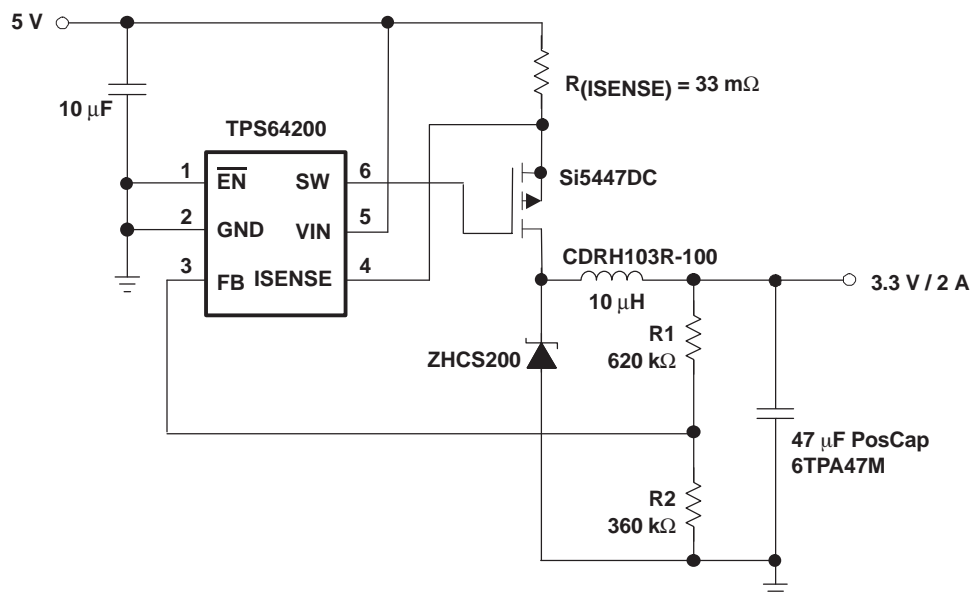 5 V
R(ISENSE) = 33 mΩ
10 μF
TPS64200
1
EN
SW
6
Si5447DC
2
GND
VIN
5
3
FB
ISENSE
4
CDRH103R-100
10 μH
3.3 V / 2 A
R1
620 kΩ
ZHCS200
47 μF PosCap
6TPA47M
R2
360 kΩ